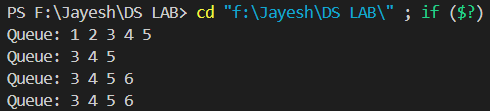 PS F:\Jayesh\DS LAB> cd "f:\Jayesh\DS LAB\" ; if ($?)
Queue: 1 2 3 4 5
Queue: 3 4 5
Queue: 3 4 5 6
Queue: 3 4 5 6